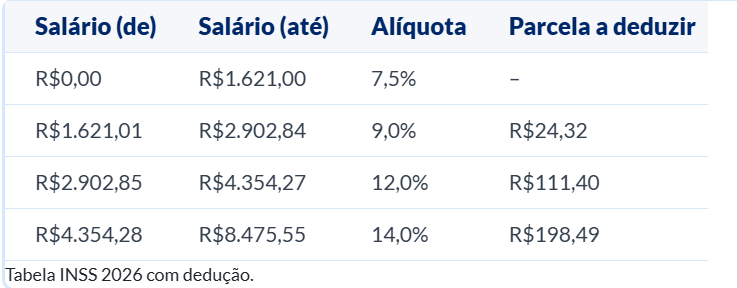 Salário (de) Salário (até) Alíquota Parcela a deduzir
R$0,00 R$1.621,00 7,5% –
R$1.621,01 R$2.902,84 9,0% R$24,32
R$2.902,85 R$4.354,27 12,0% R$111,40
R$4.354,28 R$8.475,55 14,0% R$198,49
Tabela INSS 2026 com dedução.